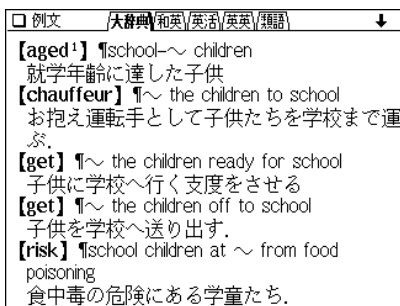 例文 大辞典 和英 英活 英英 類語
【aged¹】¶school-～ children
就学年齢に達した子供
【chauffeur】¶～ the children to school
お抱え運転手として子供たちを学校まで運
ぶ.
【get】¶～ the children ready for school
子供に学校へ行く支度をさせる
【get】¶～ the children off to school
子供を学校へ送り出す.
【risk】¶school children at ～ from food
poisoning
食中毒の危険にある学童たち.